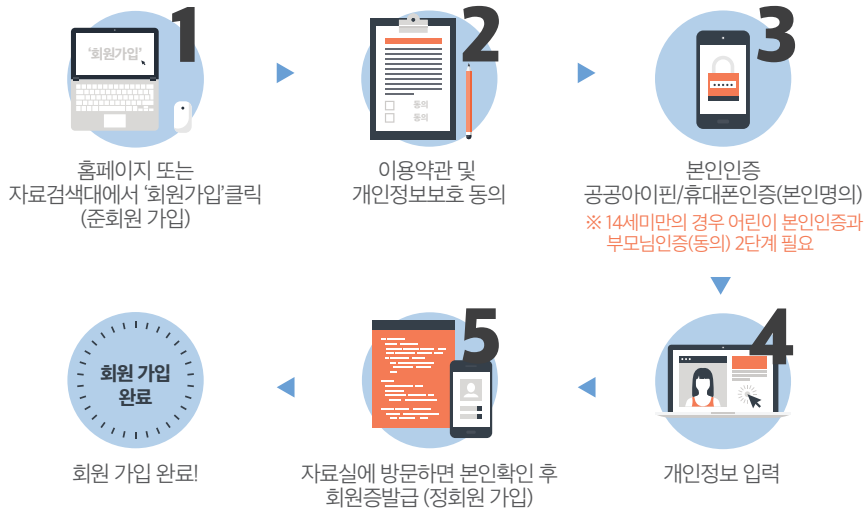 1
'회원가입'
홈페이지 또는
자료검색대에서 '회원가입'클릭
(준회원 가입)
2
동의
동의
이용약관 및
개인정보보호 동의
3
본인인증
공공아이핀/휴대폰인증(본인명의)
※ 14세미만의 경우 어린이 본인인증과
부모님인증(동의) 2단계 필요
4
개인정보 입력
5
자료실에 방문하면 본인확인 후
회원증발급 (정회원 가입)
회원 가입
완료
회원 가입 완료!